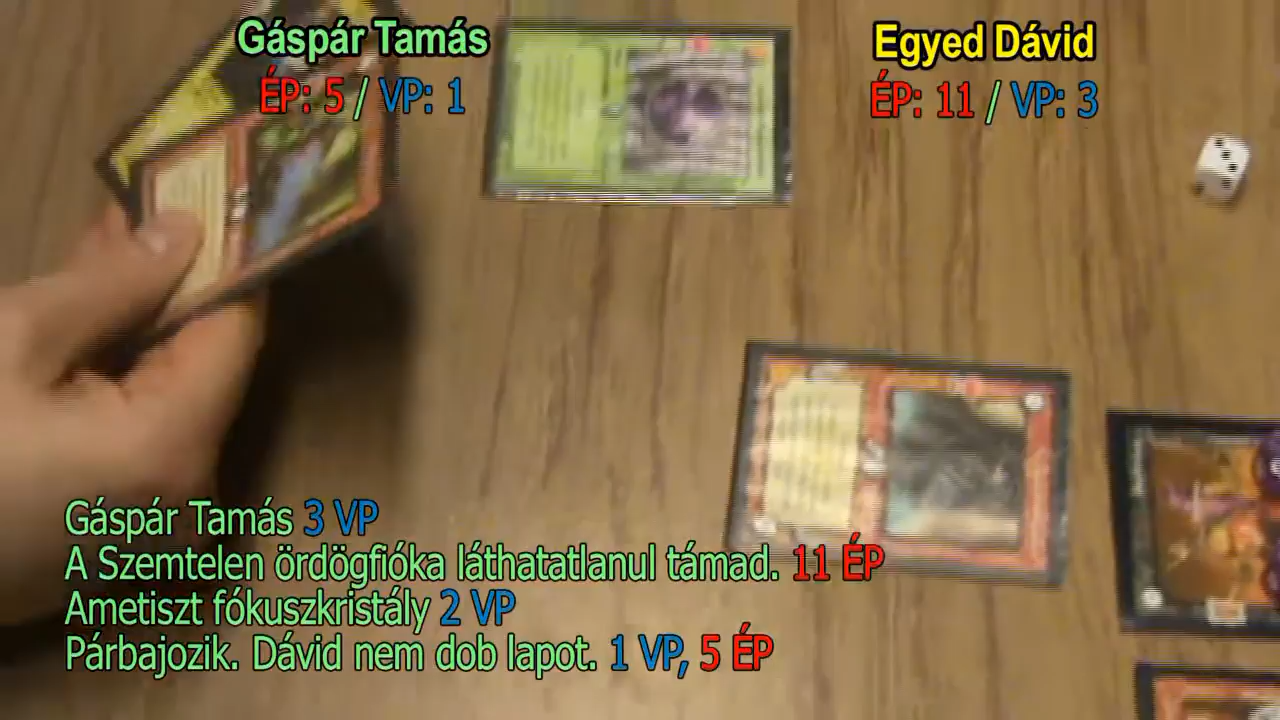 Gáspár Tamás
ÉP: 5 / VP: 1
Egyed Dávid
ÉP: 11 / VP: 3
Gáspár Tamás 3 VP
A Szemtelen ördögfióka láthatatlanul támad. 11 ÉP
Ametiszt fókuszkristály 2 VP
Párbajozik. Dávid nem dob lapot. 1 VP, 5 ÉP